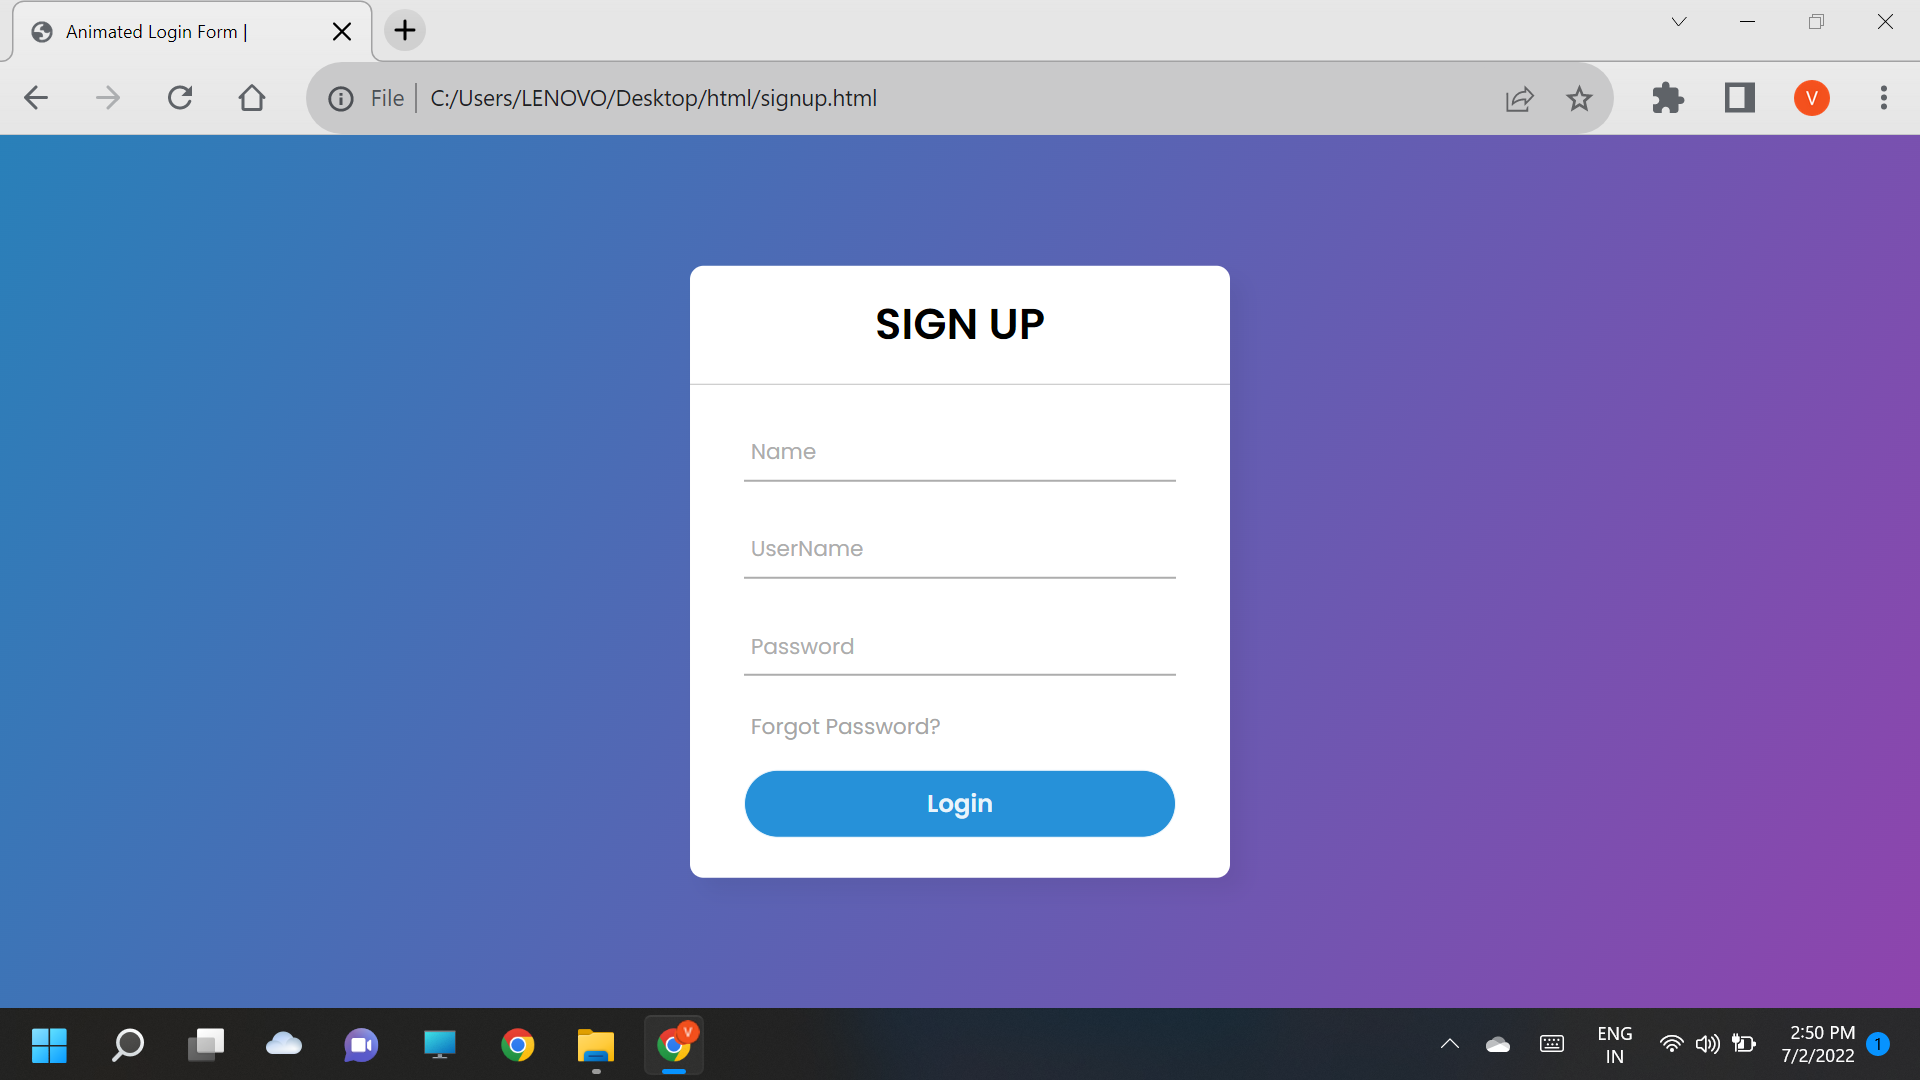 Animated Login Form |
File
C:/Users/LENOVO/Desktop/html/signup.html
V
SIGN UP
Name
UserName
Password
Forgot Password?
Login
V
ENG
IN
2:50 PM
7/2/2022
1